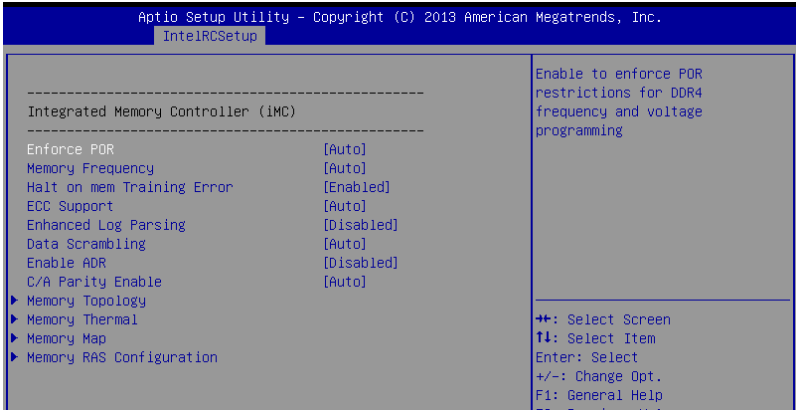 Aptio Setup Utility – Copyright (C) 2013 American Megatrends, Inc.
IntelRCSetup
------------------------------------------------
Integrated Memory Controller (iMC)
------------------------------------------------
Enforce POR [Auto]
Memory Frequency [Auto]
Halt on mem Training Error [Enabled]
ECC Support [Auto]
Enhanced Log Parsing [Disabled]
Data Scrambling [Auto]
Enable ADR [Disabled]
C/A Parity Enable [Auto]
Memory Topology
Memory Thermal
Memory Map
Memory RAS Configuration
Enable to enforce POR
restrictions for DDR4
frequency and voltage
programming
→←: Select Screen
↑↓: Select Item
Enter: Select
+/-: Change Opt.
F1: General Help